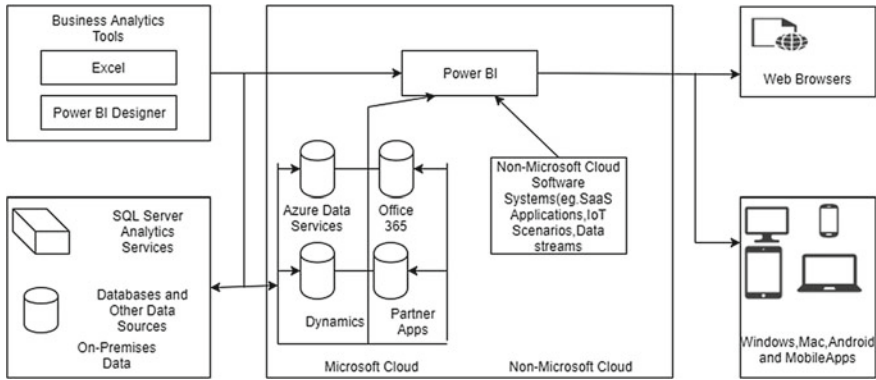 Business Analytics
Tools
Excel
Power BI Designer
SQL Server
Analytics
Services
Databases and
Other Data
Sources
On-Premises
Data
Power BI
Azure Data
Services
Office
365
Dynamics
Partner
Apps
Non-Microsoft Cloud
Software
Systems(eg.SaaS
Applications,IoT
Scenarios,Data
streams
Microsoft Cloud
Non-Microsoft Cloud
Web Browsers
Windows,Mac,Android
and MobileApps